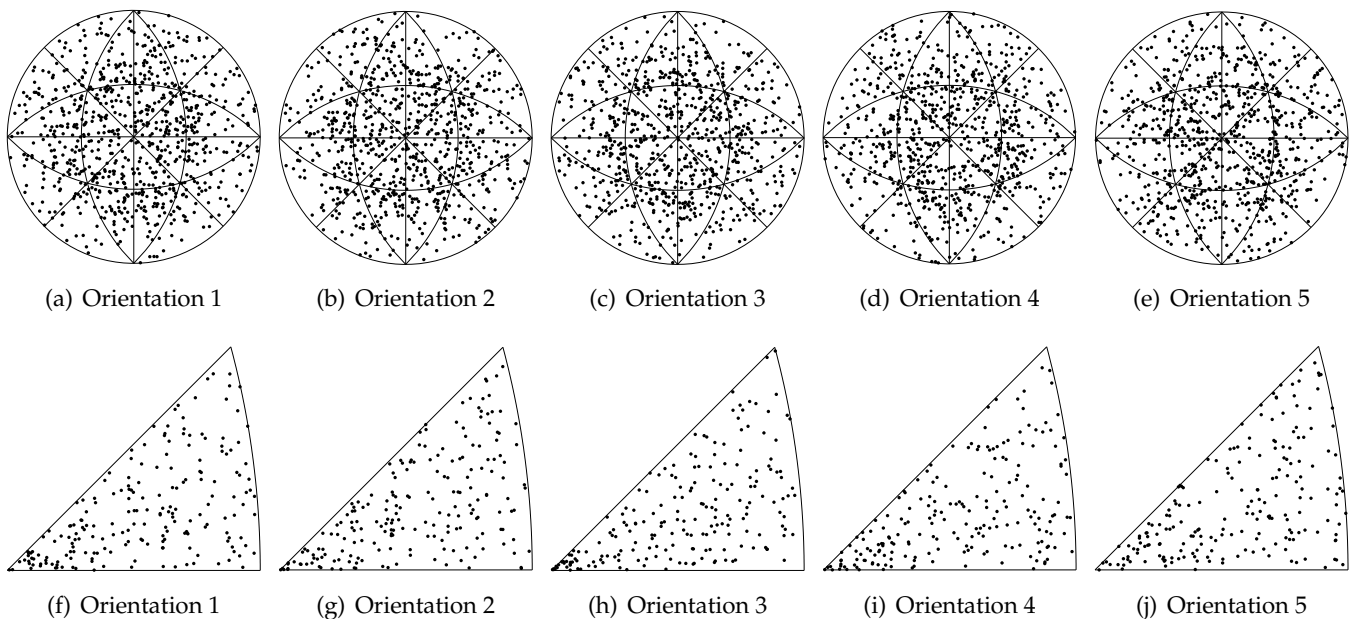 (a) Orientation 1
(b) Orientation 2
(c) Orientation 3
(d) Orientation 4
(e) Orientation 5
(f) Orientation 1
(g) Orientation 2
(h) Orientation 3
(i) Orientation 4
(j) Orientation 5